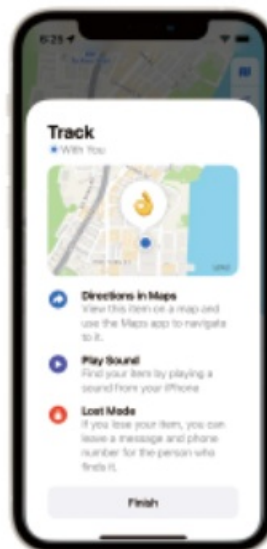 6:25
Track
With You
Directions in Maps
View this item on a map and
use the Maps app to navigate
to it.
Play Sound
Find your item by playing a
sound from your iPhone
Lost Mode
If you lose your item, you can
leave a message and phone
number for the person who
finds it.
Finish